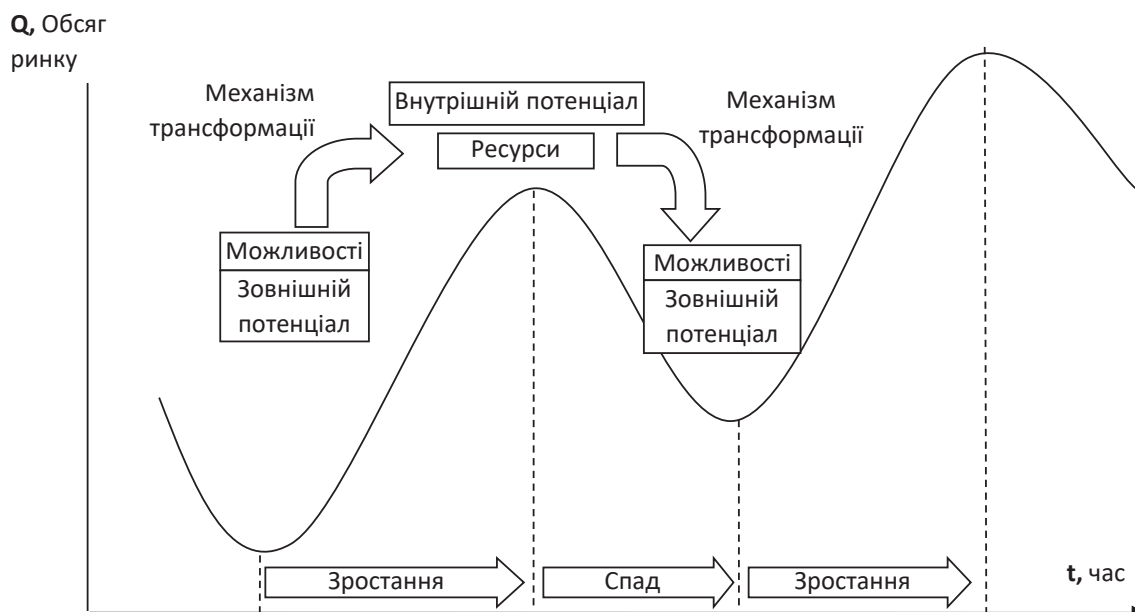 Q, Обсяг
ринку
Механізм
трансформації
Внутрішній потенціал
Ресурси
Механізм
трансформації
Можливості
Зовнішній
потенціал
Можливості
Зовнішній
потенціал
Зростання
Спад
Зростання
t, час